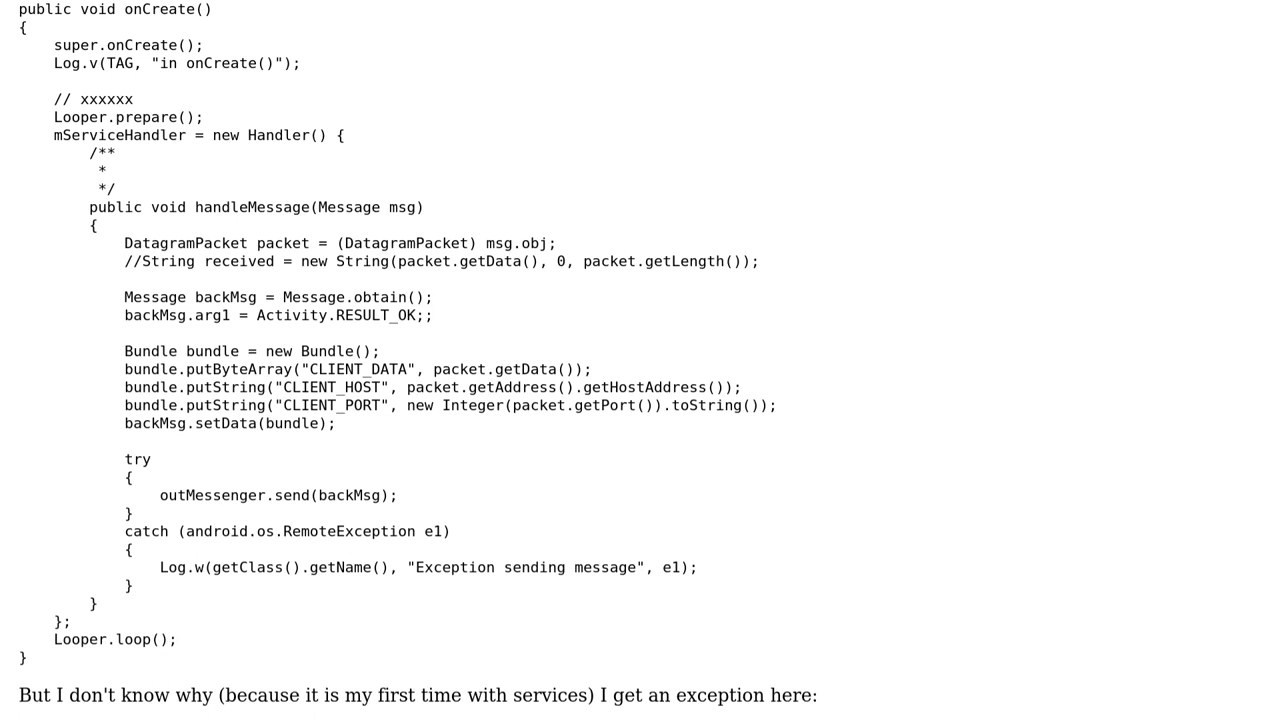 public void onCreate()
{
    super.onCreate();
    Log.v(TAG, "in onCreate()");

    // xxxxxx
    Looper.prepare();
    mServiceHandler = new Handler() {
        /**
         *
         */
        public void handleMessage(Message msg)
        {
            DatagramPacket packet = (DatagramPacket) msg.obj;
            //String received = new String(packet.getData(), 0, packet.getLength());

            Message backMsg = Message.obtain();
            backMsg.arg1 = Activity.RESULT_OK;;

            Bundle bundle = new Bundle();
            bundle.putByteArray("CLIENT_DATA", packet.getData());
            bundle.putString("CLIENT_HOST", packet.getAddress().getHostAddress());
            bundle.putString("CLIENT_PORT", new Integer(packet.getPort()).toString());
            backMsg.setData(bundle);

            try
            {
                outMessenger.send(backMsg);
            }
            catch (android.os.RemoteException e1)
            {
                Log.w(getClass().getName(), "Exception sending message", e1);
            }
        }
    };
    Looper.loop();
}
But I don't know why (because it is my first time with services) I get an exception here: